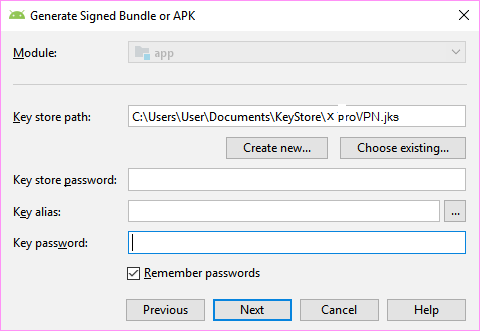 Generate Signed Bundle or APK
Module: app
Key store path: C:\Users\User\Documents\KeyStore\X proVPN.jks
Create new... Choose existing...
Key store password:
Key alias: ...
Key password:
Remember passwords
Previous Next Cancel Help